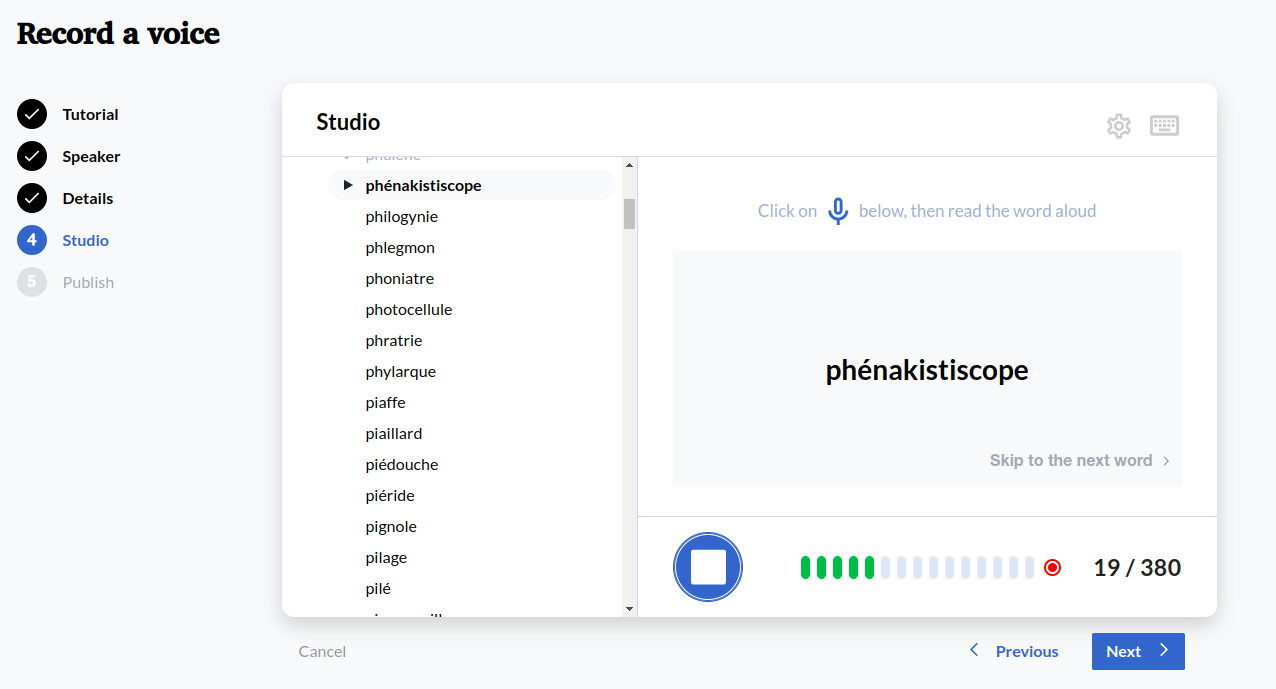 Record a voice
Tutorial
Speaker
Details
4 Studio
5 Publish
Studio
phalène
phénakistiscope
philogynie
phlegmon
phoniatre
photocellule
phratrie
phylarque
piaffe
piaillard
piédouche
piéride
pignole
pilage
pilé
Click on below, then read the word aloud
phénakistiscope
Skip to the next word
19 / 380
Cancel
Previous
Next